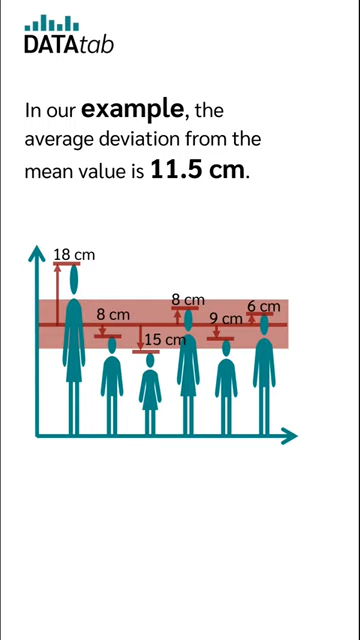 DATAtab
In our example, the
average deviation from the
mean value is 11.5 cm.
18 cm
8 cm
15 cm
8 cm
9 cm
6 cm